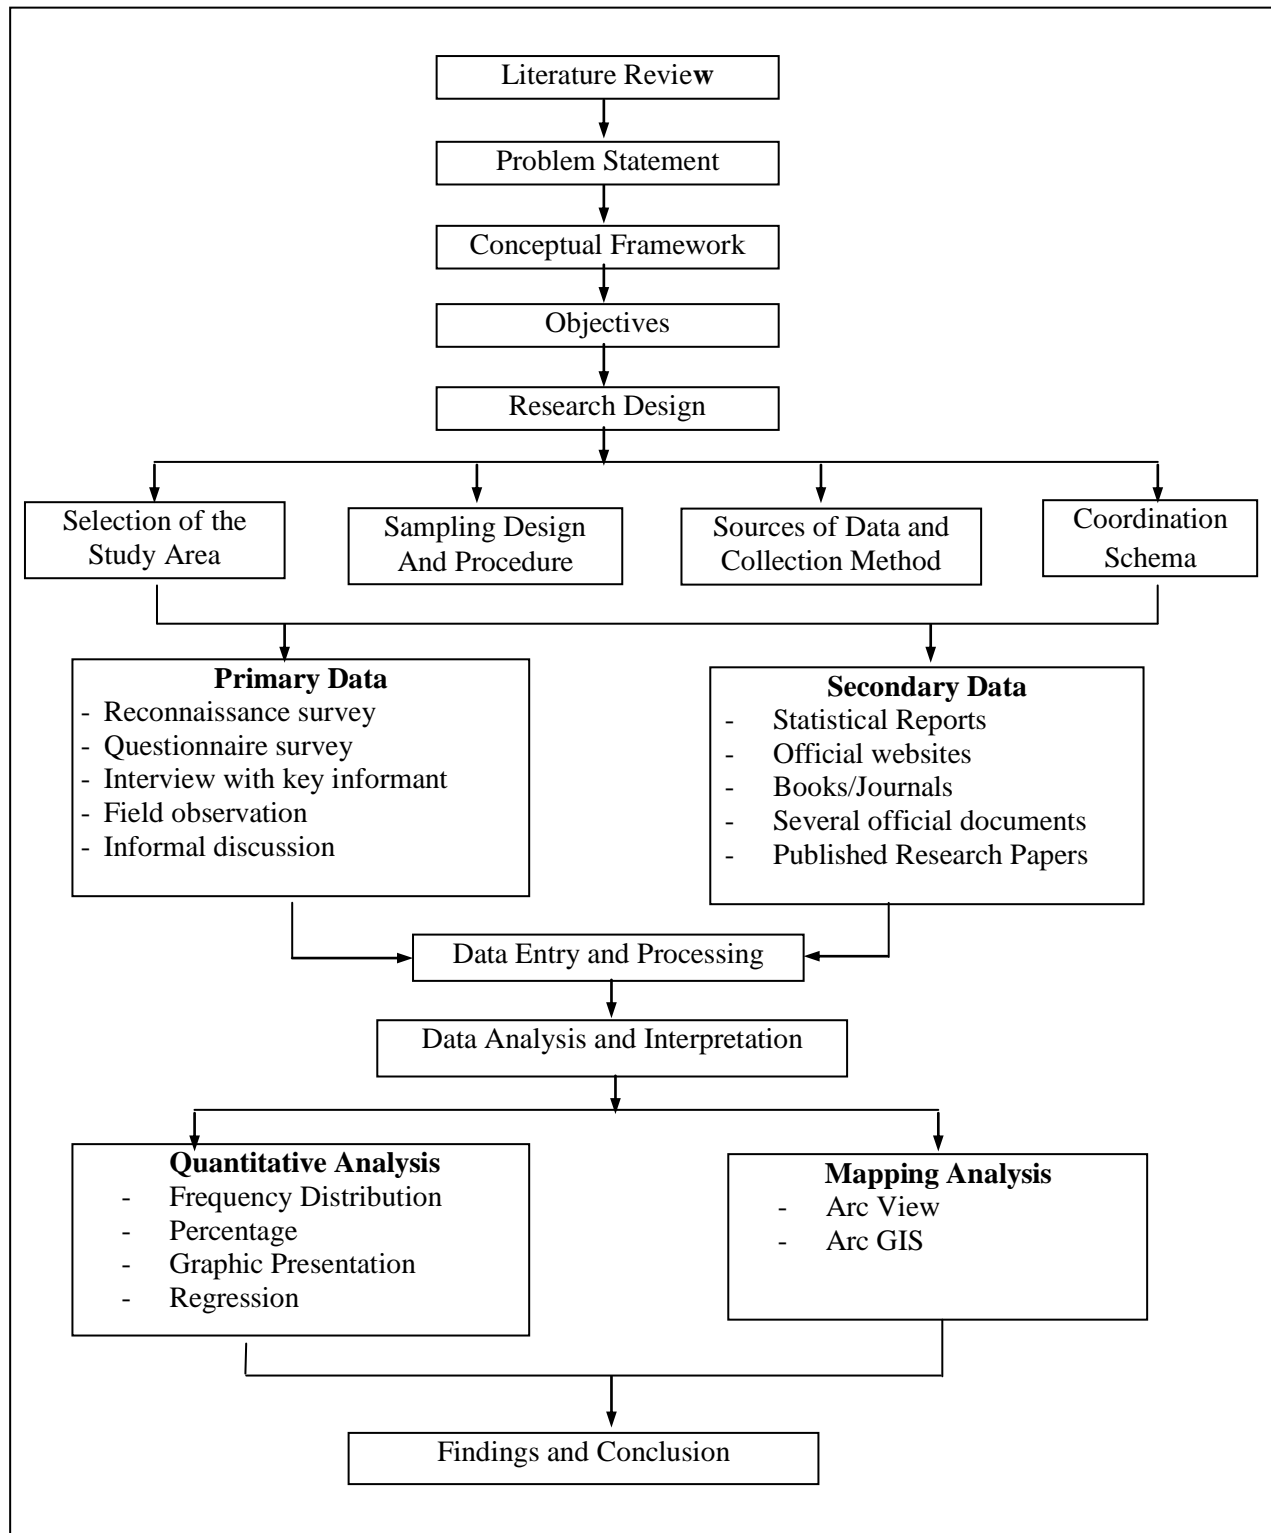 Literature Review
Problem Statement
Conceptual Framework
Objectives
Research Design
Selection of the
Study Area
Sampling Design
And Procedure
Sources of Data and
Collection Method
Coordination
Schema
Primary Data
- Reconnaissance survey
- Questionnaire survey
- Interview with key informant
- Field observation
- Informal discussion
Secondary Data
- Statistical Reports
- Official websites
- Books/Journals
- Several official documents
- Published Research Papers
Data Entry and Processing
Data Analysis and Interpretation
Quantitative Analysis
- Frequency Distribution
- Percentage
- Graphic Presentation
- Regression
Mapping Analysis
- Arc View
- Arc GIS
Findings and Conclusion